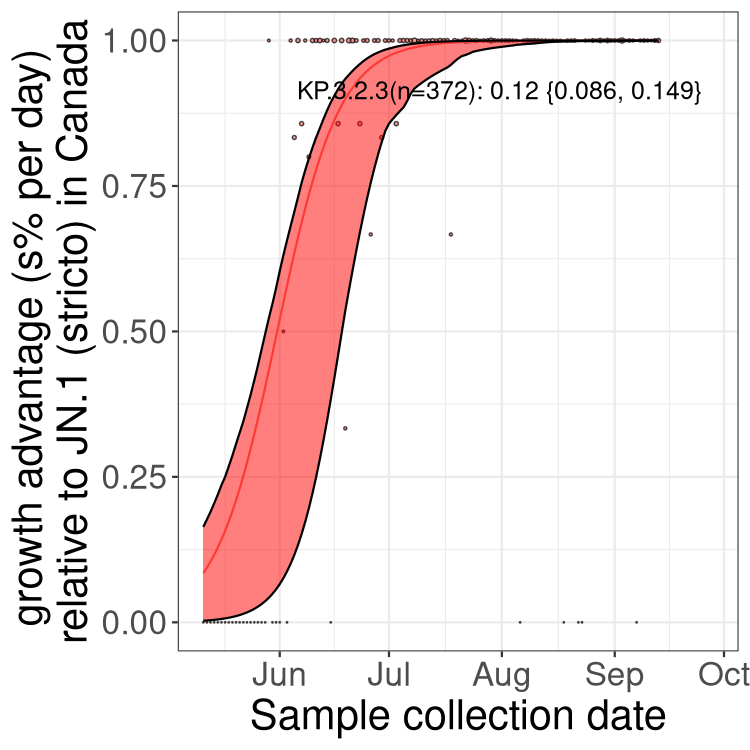 growth advantage (s% per day)
relative to JN.1 (stricto) in Canada
1.00
0.75
0.50
0.25
0.00
KP.3.2.3(n=372): 0.12 {0.086, 0.149}
Jun
Jul
Aug
Sep
Oct
Sample collection date